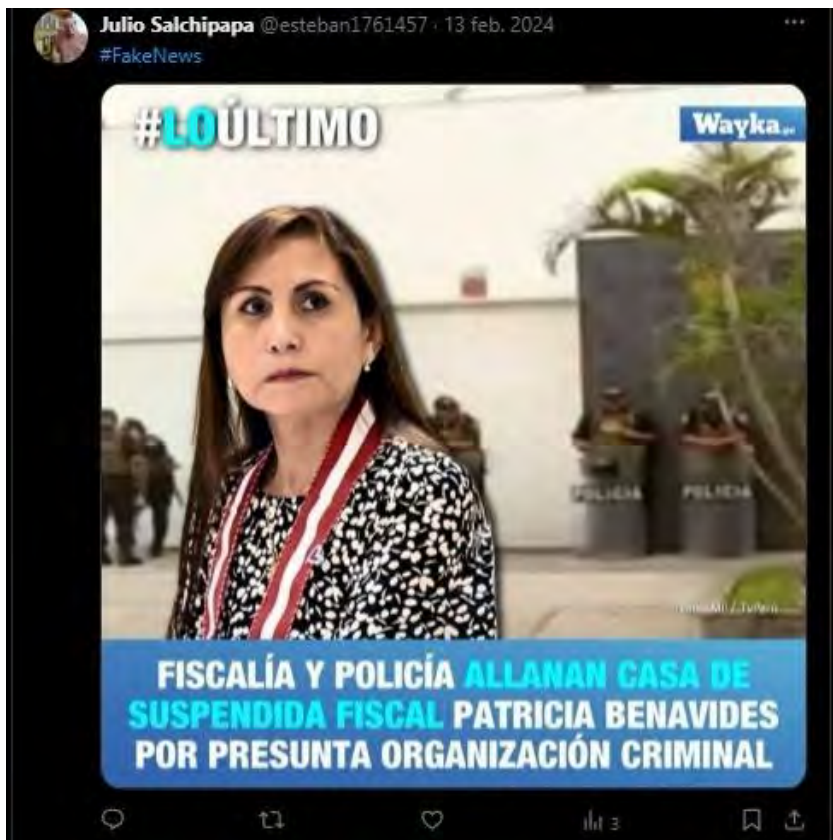 Julio Salchipapa @esteban1761457 · 13 feb. 2024
#FakeNews
#LOÚLTIMO
Wayka.pe
POLICIA POLICIA
FISCALÍA Y POLICÍA ALLANAN CASA DE
SUSPENDIDA FISCAL PATRICIA BENAVIDES
POR PRESUNTA ORGANIZACIÓN CRIMINAL
3